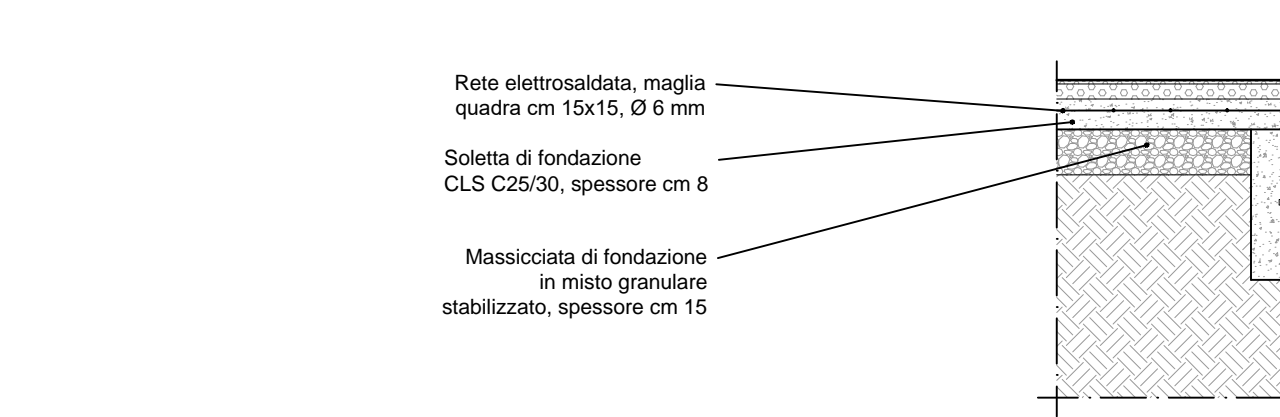 Rete elettrosaldata, maglia
quadra cm 15x15, Ø 6 mm
Soletta di fondazione
CLS C25/30, spessore cm 8
Massicciata di fondazione
in misto granulare
stabilizzato, spessore cm 15